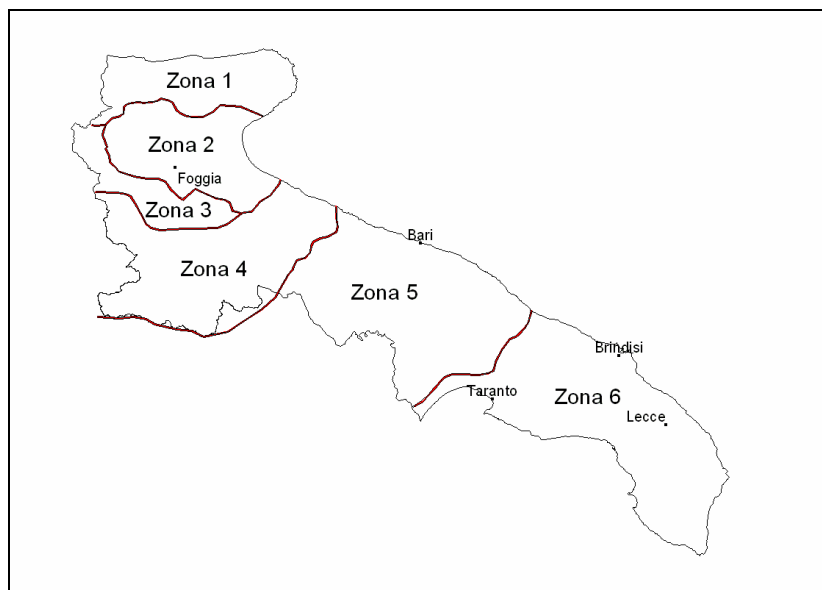 Zona 1
Zona 2
Foggia
Zona 3
Bari
Zona 4
Zona 5
Brindisi
Taranto
Zona 6
Lecce